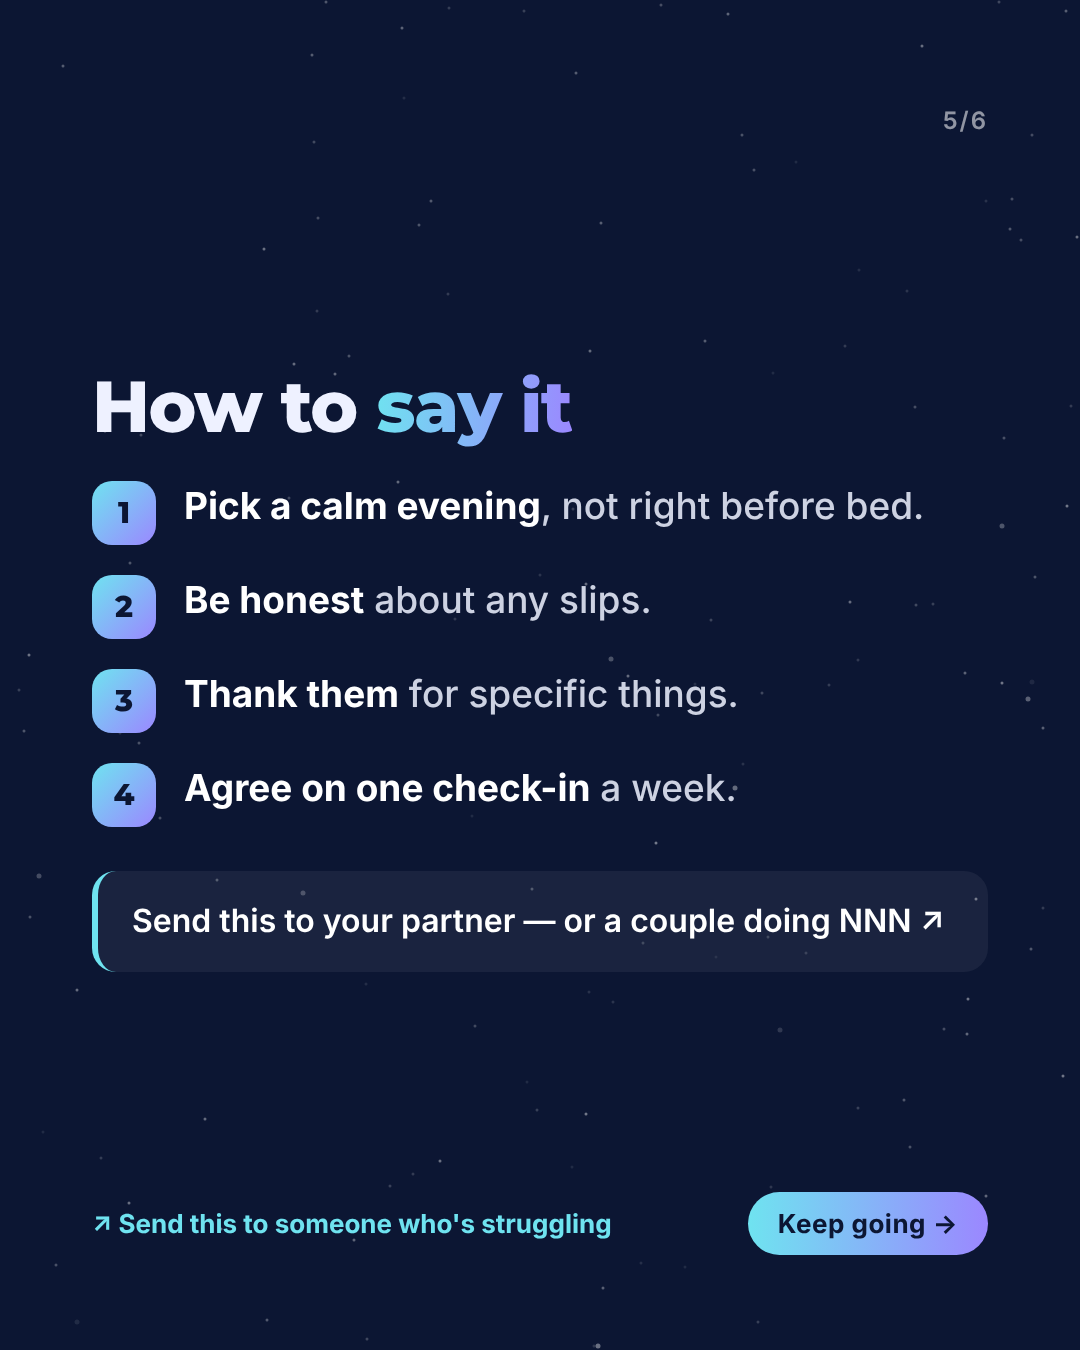 5/6
How to say it
1 Pick a calm evening, not right before bed.
2 Be honest about any slips.
3 Thank them for specific things.
4 Agree on one check-in a week.
Send this to your partner — or a couple doing NNN ↗
↗ Send this to someone who's struggling
Keep going →